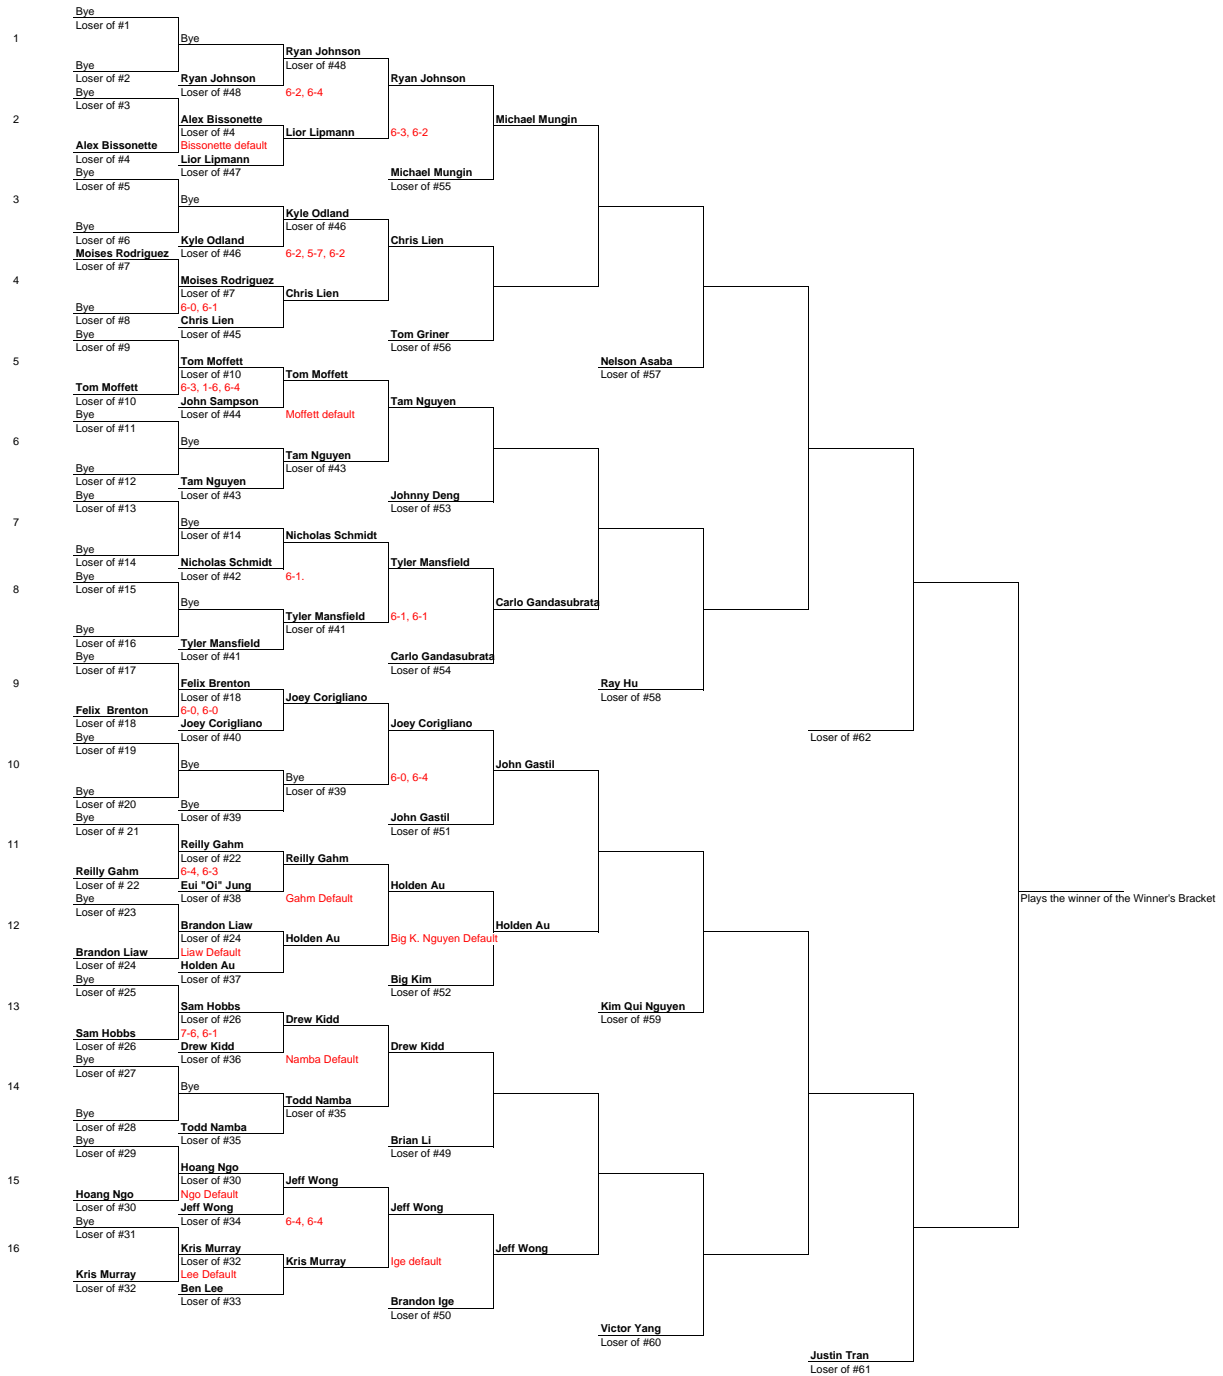 Bye
Loser of #1
1
Bye
Ryan Johnson
Bye
Loser of #48
Loser of #2
Ryan Johnson
Ryan Johnson
Bye
Loser of #48
6-2, 6-4
Loser of #3
2
Alex Bissonette
Michael Mungin
Loser of #4
Lior Lipmann
6-3, 6-2
Alex Bissonette
Bissonette default
Loser of #4
Lior Lipmann
Bye
Loser of #47
Michael Mungin
Loser of #5
Loser of #55
3
Bye
Kyle Odland
Bye
Loser of #46
Loser of #6
Kyle Odland
Chris Lien
Moises Rodriguez
Loser of #46
6-2, 5-7, 6-2
Loser of #7
4
Moises Rodriguez
Loser of #7
Chris Lien
Bye
6-0, 6-1
Loser of #8
Chris Lien
Bye
Loser of #45
Tom Griner
Loser of #9
Loser of #56
5
Tom Moffett
Nelson Asaba
Loser of #10
Tom Moffett
Loser of #57
Tom Moffett
6-3, 1-6, 6-4
Loser of #10
John Sampson
Tam Nguyen
Bye
Loser of #44
Moffett default
Loser of #11
6
Bye
Tam Nguyen
Bye
Loser of #43
Loser of #12
Tam Nguyen
Bye
Loser of #43
Johnny Deng
Loser of #13
Loser of #53
7
Bye
Loser of #14
Nicholas Schmidt
Bye
Loser of #14
Nicholas Schmidt
Tyler Mansfield
Bye
Loser of #42
6-1.
8
Loser of #15
Bye
Carlo Gandasubrata
Tyler Mansfield
6-1, 6-1
Bye
Loser of #41
Loser of #16
Tyler Mansfield
Bye
Loser of #41
Carlo Gandasubrata
Loser of #17
Loser of #54
9
Felix Brenton
Ray Hu
Loser of #18
Joey Corigliano
Loser of #58
Felix  Brenton
6-0, 6-0
Loser of #18
Joey Corigliano
Joey Corigliano
Bye
Loser of #40
Loser of #62
Loser of #19
10
Bye
John Gastil
Bye
6-0, 6-4
Bye
Loser of #39
Loser of #20
Bye
Bye
Loser of #39
John Gastil
Loser of # 21
Loser of #51
11
Reilly Gahm
Loser of #22
Reilly Gahm
Reilly Gahm
6-4, 6-3
Loser of # 22
Eui "Oi" Jung
Holden Au
Bye
Loser of #38
Gahm Default
Plays the winner of the Winner's Bracket
Loser of #23
12
Brandon Liaw
Holden Au
Loser of #24
Holden Au
Big K. Nguyen Default
Brandon Liaw
Liaw Default
Loser of #24
Holden Au
Bye
Loser of #37
Big Kim
Loser of #25
Loser of #52
13
Sam Hobbs
Kim Qui Nguyen
Loser of #26
Drew Kidd
Loser of #59
Sam Hobbs
7-6, 6-1
Loser of #26
Drew Kidd
Drew Kidd
Bye
Loser of #36
Namba Default
Loser of #27
14
Bye
Todd Namba
Bye
Loser of #35
Loser of #28
Todd Namba
Bye
Loser of #35
Brian Li
Loser of #29
Loser of #49
Hoang Ngo
15
Loser of #30
Jeff Wong
Hoang Ngo
Ngo Default
Loser of #30
Jeff Wong
Jeff Wong
Bye
Loser of #34
6-4, 6-4
Loser of #31
16
Kris Murray
Jeff Wong
Loser of #32
Kris Murray
Ige default
Kris Murray
Lee Default
Loser of #32
Ben Lee
Loser of #33
Brandon Ige
Loser of #50
Victor Yang
Loser of #60
Justin Tran
Loser of #61